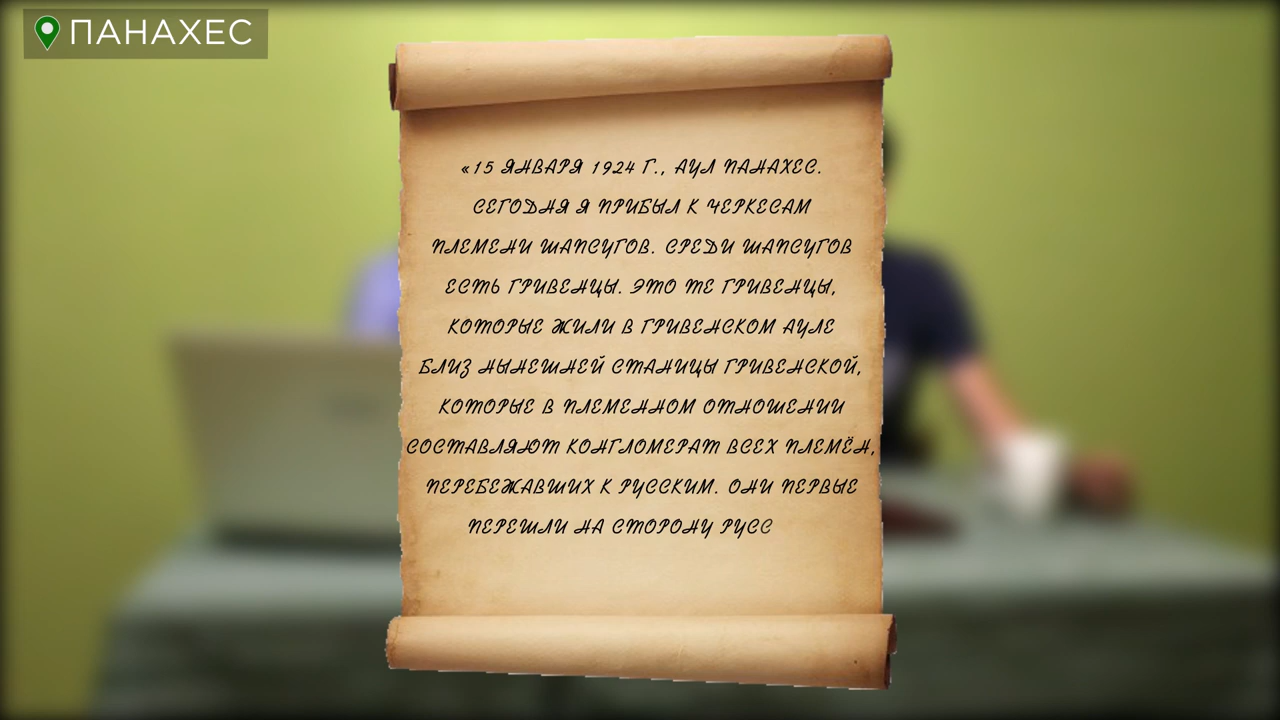 ПАНАХЕС
«15 ЯНВАРЯ 1924 Г., АУЛ ПАНАХЕС.
СЕГОДНЯ Я ПРИБЫЛ К ЧЕРКЕСАМ
ПЛЕМЕНИ ШАПСУГОВ. СРЕДИ ШАПСУГОВ
ЕСТЬ ГРИВЕНЦЫ. ЭТО ТЕ ГРИВЕНЦЫ,
КОТОРЫЕ ЖИЛИ В ГРИВЕНСКОМ АУЛЕ
БЛИЗ НЫНЕШНЕЙ СТАНИЦЫ ГРИВЕНСКОЙ,
КОТОРЫЕ В ПЛЕМЕННОМ ОТНОШЕНИИ
СОСТАВЛЯЮТ КОНГЛОМЕРАТ ВСЕХ ПЛЕМЁН,
ПЕРЕБЕЖАВШИХ К РУССКИМ. ОНИ ПЕРВЫЕ
ПЕРЕШЛИ НА СТОРОНУ РУСС